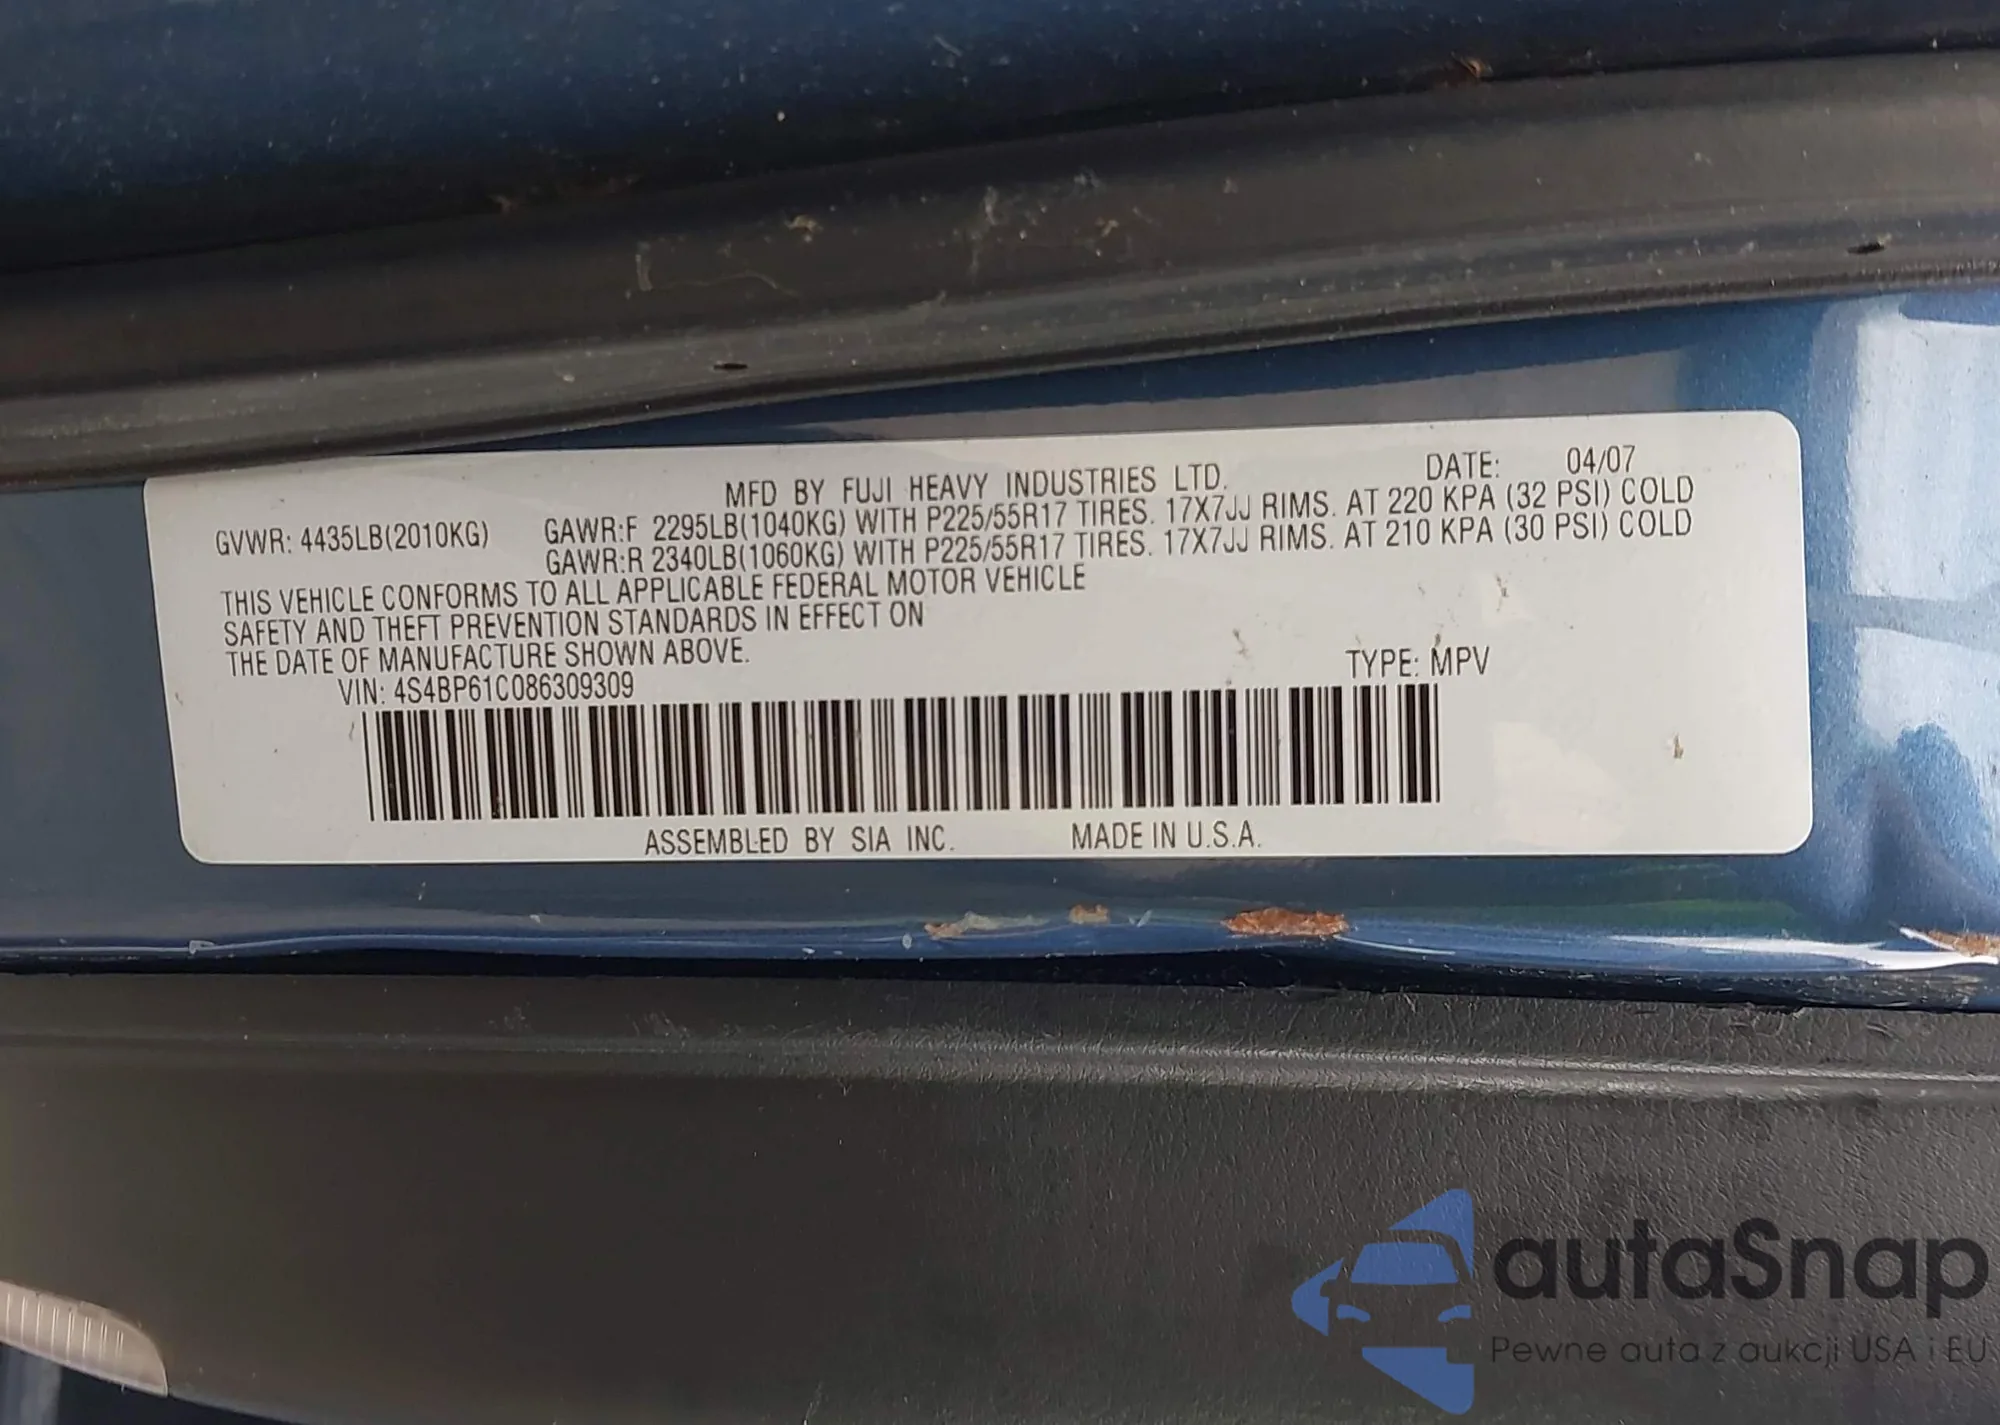 MFD BY FUJI HEAVY INDUSTRIES LTD. DATE: 04/07
GVWR: 4435LB(2010KG) GAWR:F 2295LB(1040KG) WITH P225/55R17 TIRES. 17X7JJ RIMS. AT 220 KPA (32 PSI) COLD
GAWR:R 2340LB(1060KG) WITH P225/55R17 TIRES. 17X7JJ RIMS. AT 210 KPA (30 PSI) COLD
THIS VEHICLE CONFORMS TO ALL APPLICABLE FEDERAL MOTOR VEHICLE
SAFETY AND THEFT PREVENTION STANDARDS IN EFFECT ON
THE DATE OF MANUFACTURE SHOWN ABOVE.
VIN: 4S4BP61C086309309 TYPE: MPV
ASSEMBLED BY SIA INC. MADE IN U.S.A.
autaSnap
Pewne auta z aukcji USA i EU